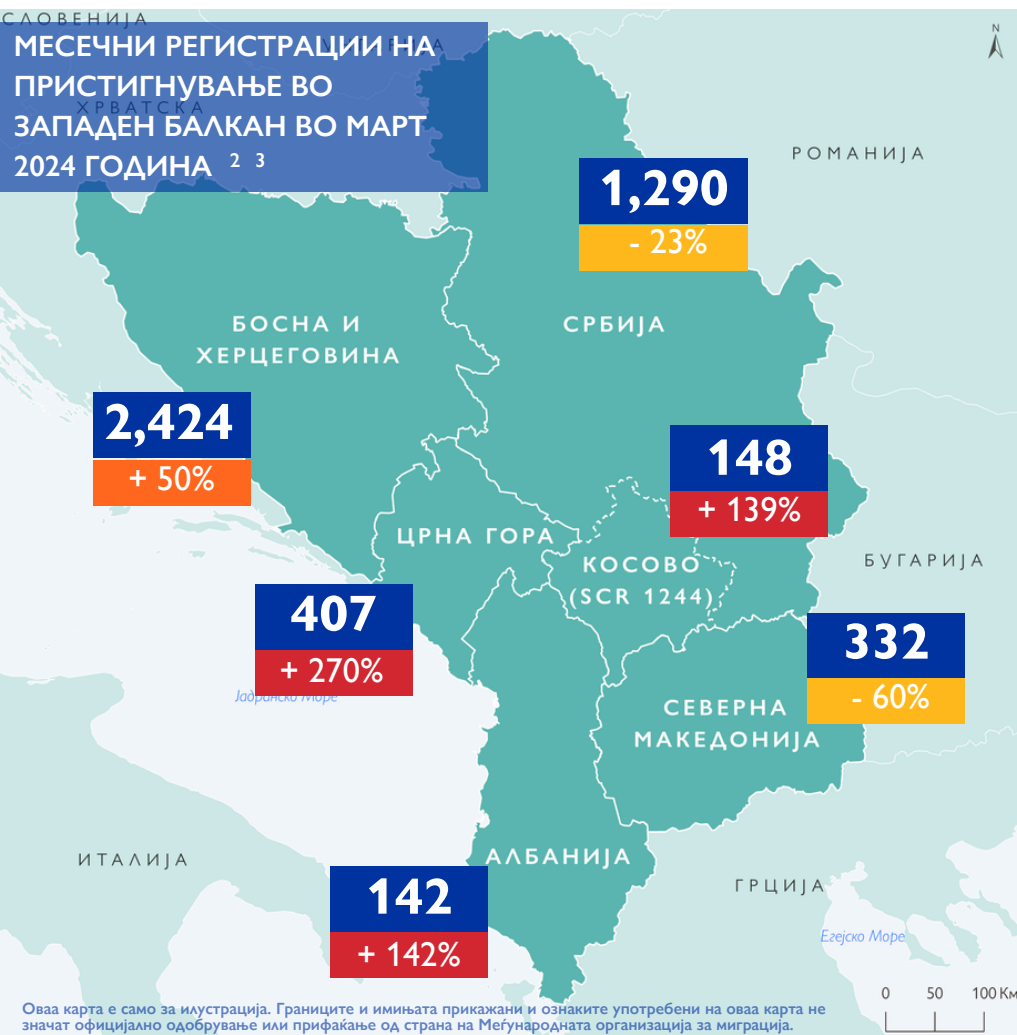 СЛОВЕНИЈА
МЕСЕЧНИ РЕГИСТРАЦИИ НА
ПРИСТИГНУВАЊЕ ВО
ХРВАТСКА
ЗАПАДЕН БАЛКАН ВО МАРТ
2024 ГОДИНА 2 3
N
РОМАНИЈА
1,290
- 23%
БОСНА И
ХЕРЦЕГОВИНА
СРБИЈА
2,424
+ 50%
148
+ 139%
ЦРНА ГОРА
КОСОВО
(SCR 1244)
БУГАРИЈА
407
+ 270%
332
- 60%
Јадранско Море
СЕВЕРНА
МАКЕДОНИЈА
ИТАЛИЈА
АЛБАНИЈА
ГРЦИЈА
142
+ 142%
Егејско Море
0 50 100 Км
Оваа карта е само за илустрација. Границите и имињата прикажани и ознаките употребени на оваа карта не
значат официјално одобрување или прифаќање од страна на Меѓународната организација за миграција.